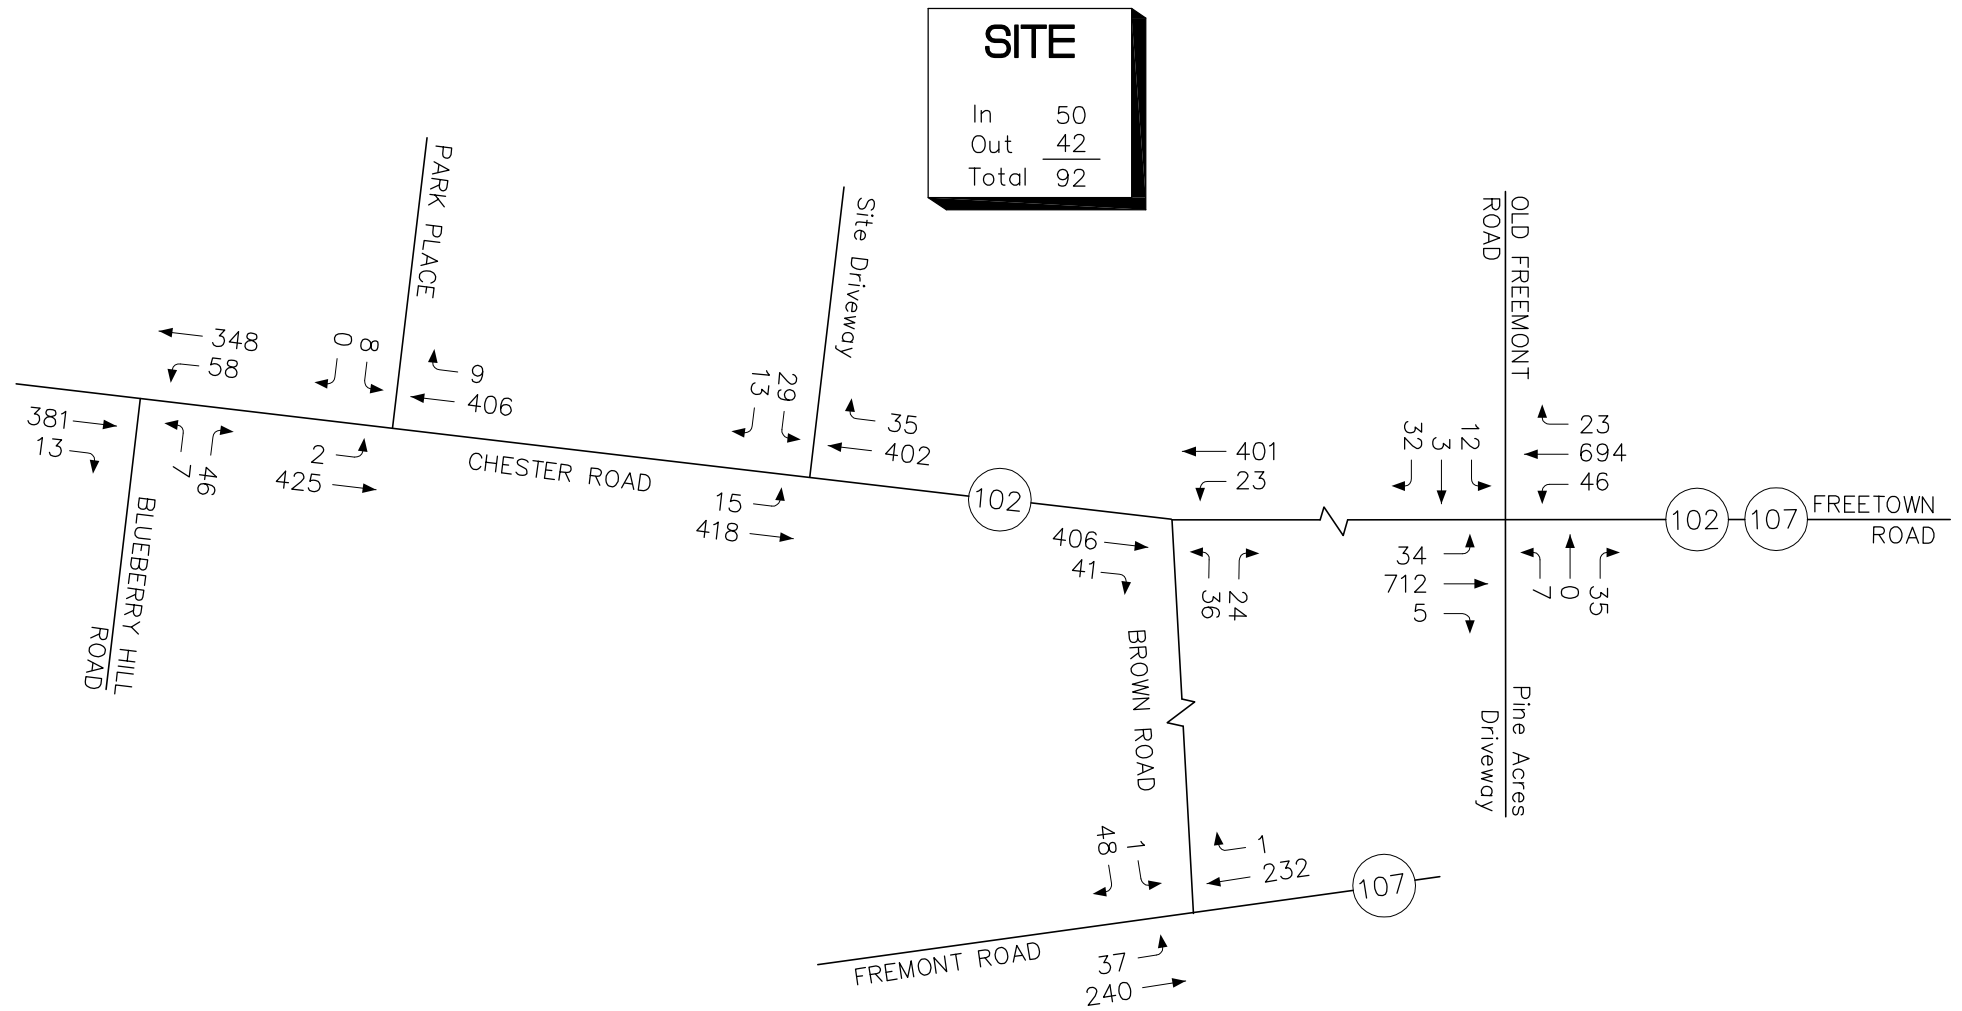 SITE
In 50
Out 42
Total 92
PARK PLACE
Site Driveway
OLD FREEMONT
ROAD
348
58
381
13
7
46
BLUEBERRY HILL
ROAD
0
8
9
406
2
425
CHESTER ROAD
13
29
35
402
15
418
102
401
23
406
41
36
24
BROWN ROAD
32
3
12
23
694
46
34
712
5
7
0
35
102
107
FREETOWN
ROAD
Pine Acres
Driveway
48
1
1
232
107
37
240
FREMONT ROAD